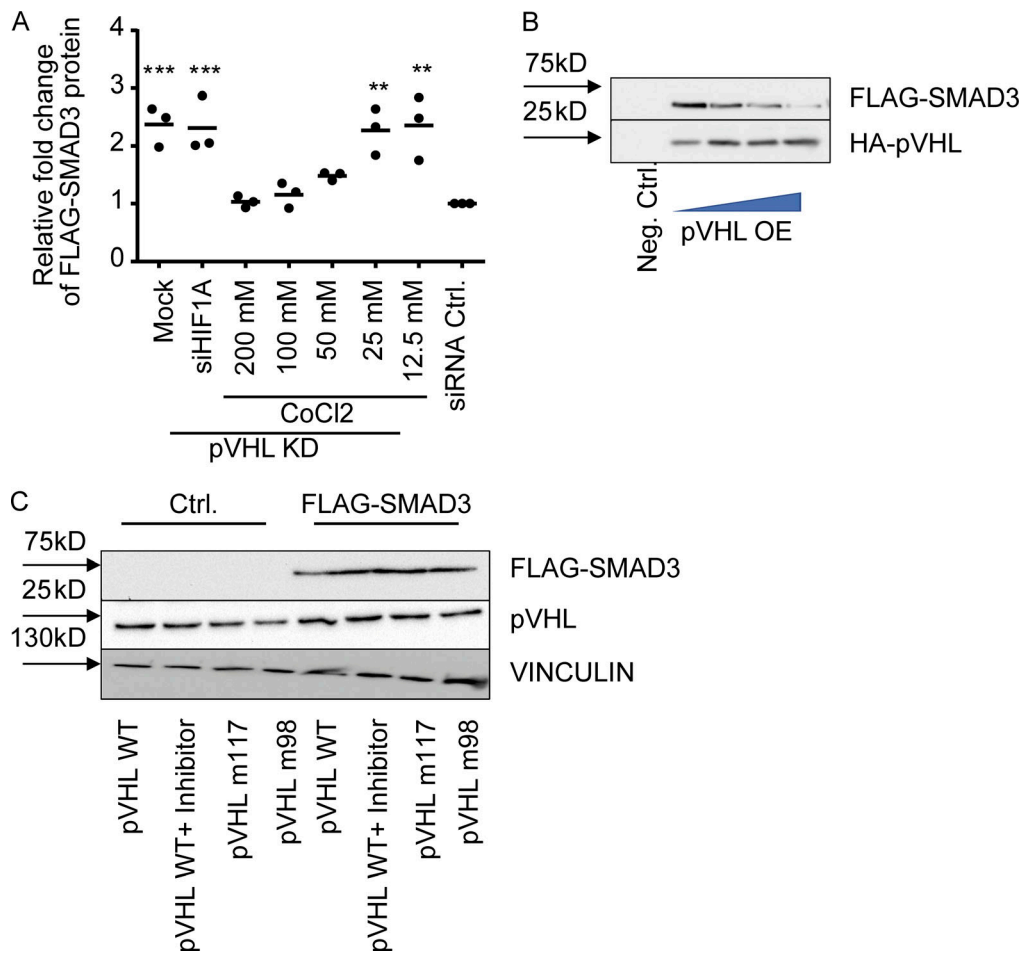 A
Relative fold change
of FLAG-SMAD3 protein
4
3
2
1
0
***
***
**
**
Mock
siHIF1A
200 mM
100 mM
50 mM
25 mM
12.5 mM
siRNA Ctrl.
CoCl2
pVHL KD
B
75kD
FLAG-SMAD3
25kD
HA-pVHL
Neg. Ctrl.
pVHL OE
C
Ctrl.
FLAG-SMAD3
75kD
FLAG-SMAD3
25kD
pVHL
130kD
VINCULIN
pVHL WT
pVHL WT+ Inhibitor
pVHL m117
pVHL m98
pVHL WT
pVHL WT+ Inhibitor
pVHL m117
pVHL m98